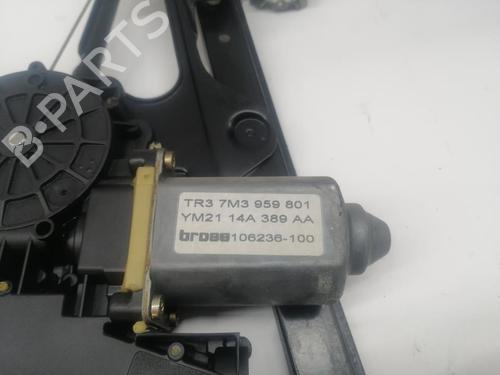 B-PARTS
TR3 7M3 959 801
YM21 14A 389 AA
brose 106236-100